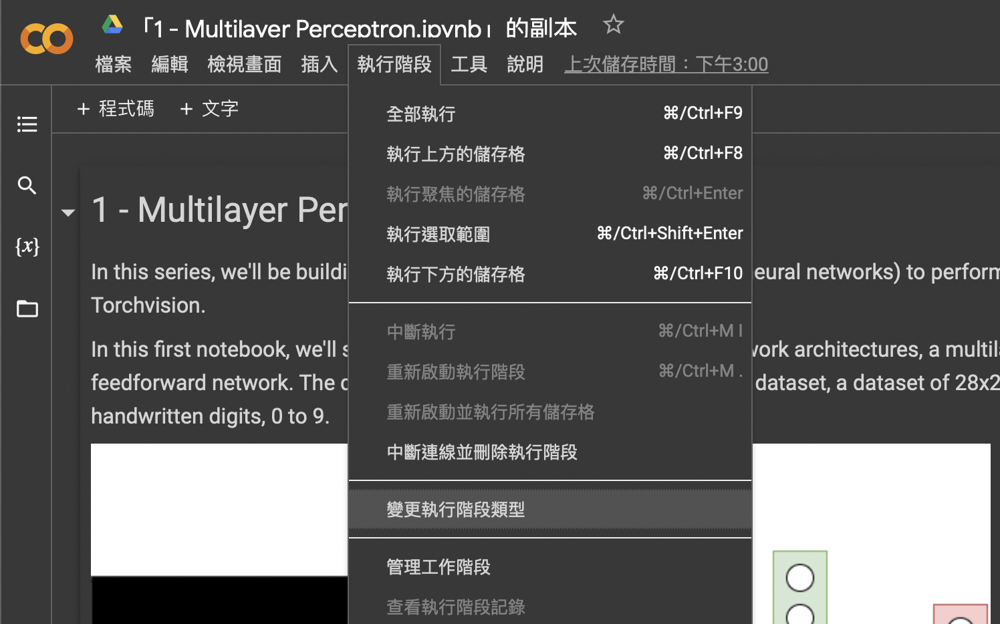 「1 - Multilayer Perceptron.ipynb」的副本
檔案 編輯 檢視畫面 插入 執行階段 工具 說明 上次儲存時間：下午3:00
+ 程式碼 + 文字
全部執行 ⌘/Ctrl+F9
執行上方的儲存格 ⌘/Ctrl+F8
執行聚焦的儲存格 ⌘/Ctrl+Enter
執行選取範圍 ⌘/Ctrl+Shift+Enter
執行下方的儲存格 ⌘/Ctrl+F10
中斷執行 ⌘/Ctrl+M I
重新啟動執行階段 ⌘/Ctrl+M .
重新啟動並執行所有儲存格
中斷連線並刪除執行階段
變更執行階段類型
管理工作階段
查看執行階段記錄
{x}
1 - Multilayer Per
In this series, we'll be buildi eural networks) to perform
Torchvision.
In this first notebook, we'll s work architectures, a multil
feedforward network. The d dataset, a dataset of 28x2
handwritten digits, 0 to 9.